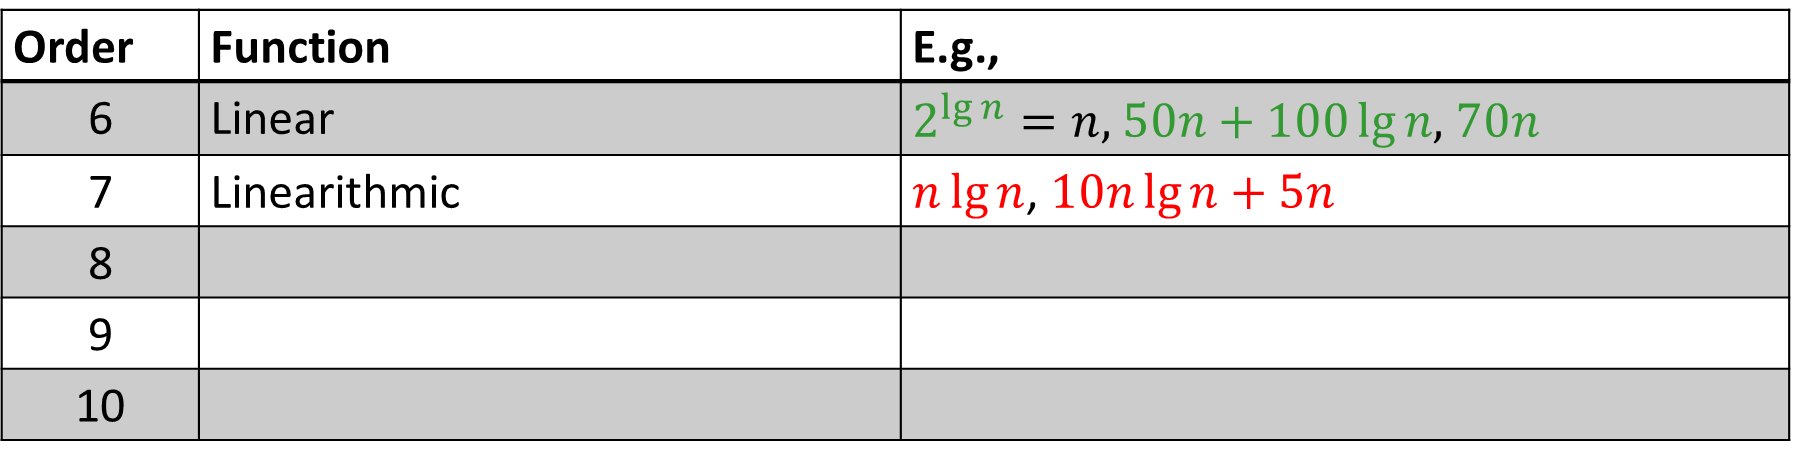 Order Function E.g.,
6 Linear 2^{lg n} = n, 50n + 100 lg n, 70n
7 Linearithmic n lg n, 10n lg n + 5n
8
9
10